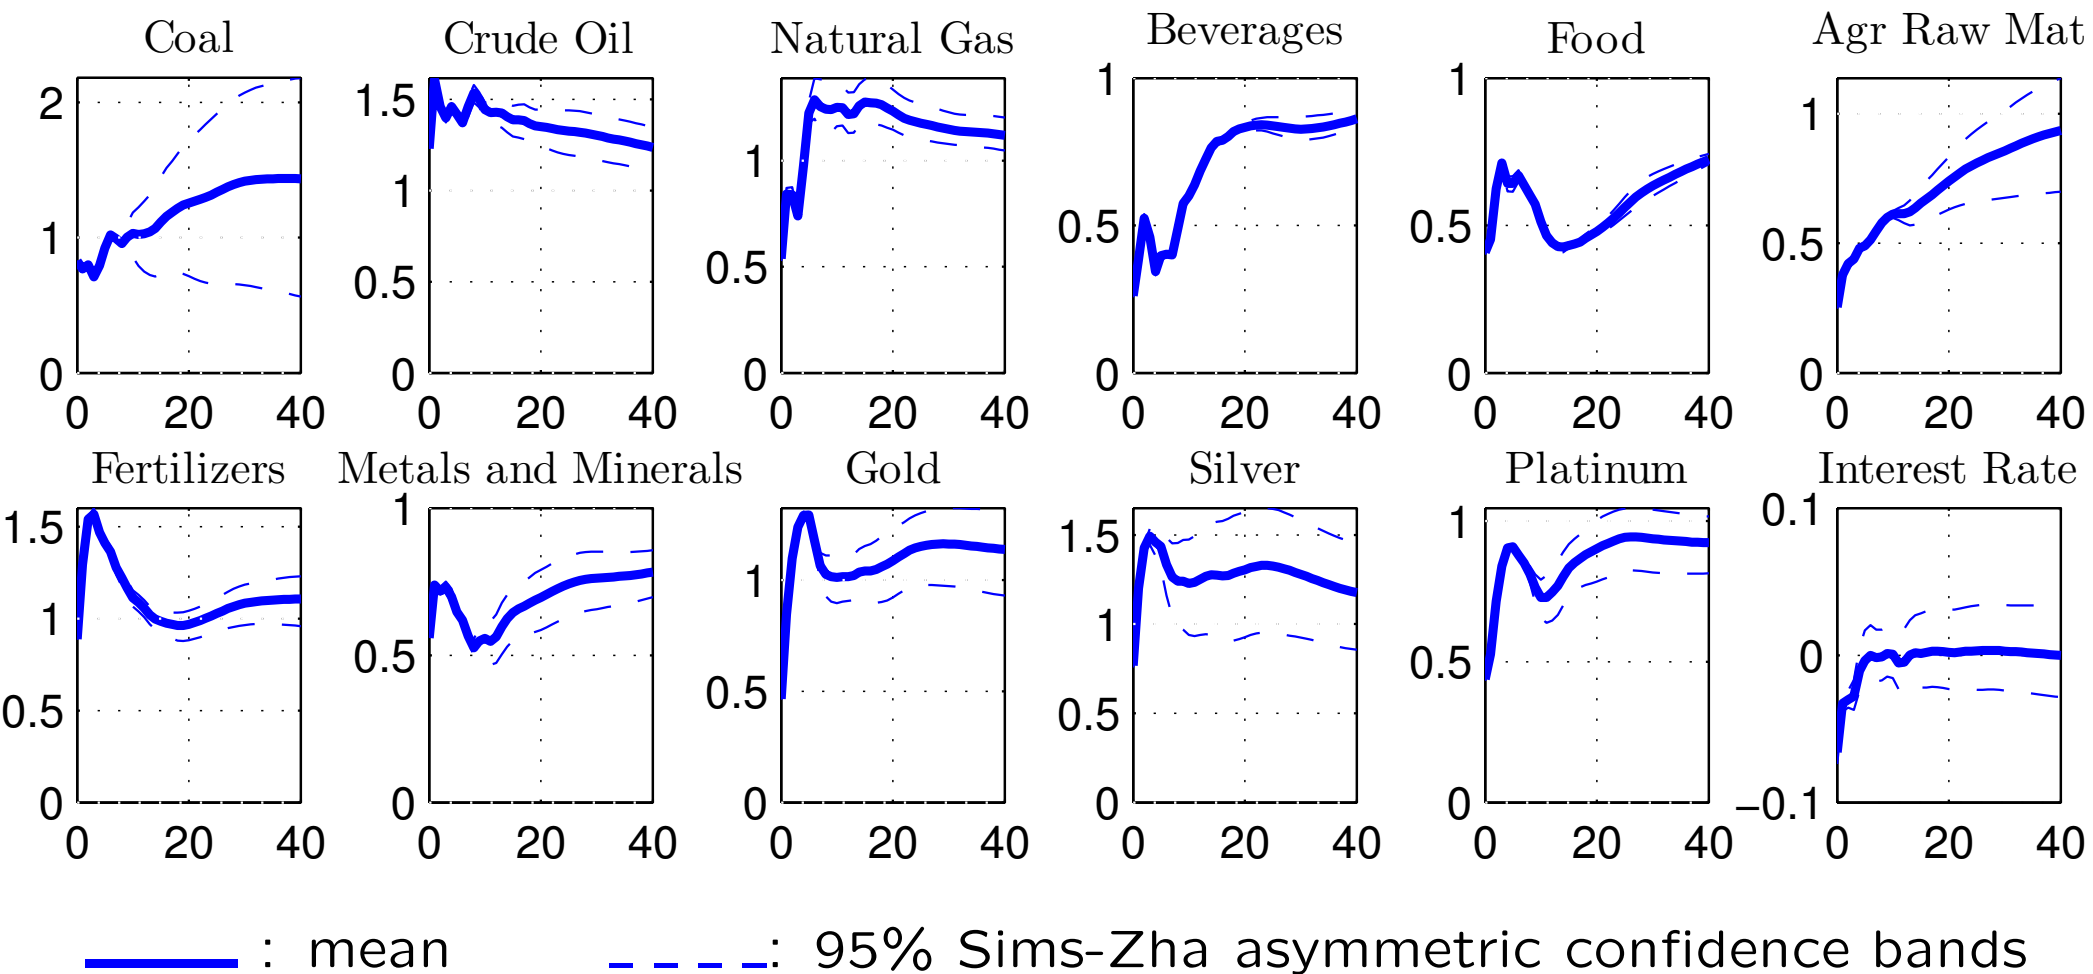 Coal Crude Oil Natural Gas Beverages Food Agr Raw Mat
2 1.5 1 1 1
1 1 1 0.5 0.5 0.5
0.5 0.5
0 0 0 0 0
0 20 40 0 20 40 0 20 40 0 20 40 0 20 40 0 20 40
Fertilizers Metals and Minerals Gold Silver Platinum Interest Rate
1.5 1 1.5 1 0.1
1 0.5 1 1 0.5 0
0.5 0.5 0.5
0 0 0 0 −0.1
0 20 40 0 20 40 0 20 40 0 20 40 0 20 40 0 20 40
: mean : 95% Sims-Zha asymmetric confidence bands